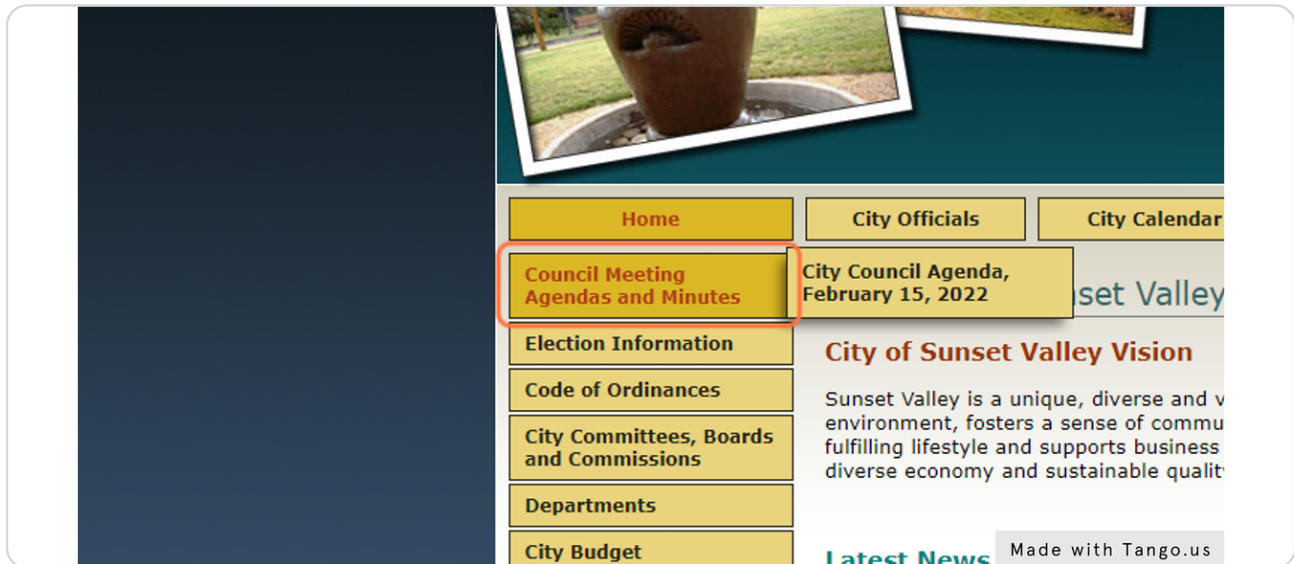 Home
City Officials
City Calendar
Council Meeting
Agendas and Minutes
City Council Agenda,
February 15, 2022
set Valley
Election Information
Code of Ordinances
City Committees, Boards
and Commissions
Departments
City Budget
City of Sunset Valley Vision
Sunset Valley is a unique, diverse and v
environment, fosters a sense of commu
fulfilling lifestyle and supports business
diverse economy and sustainable qualit
Latest News
Made with Tango.us